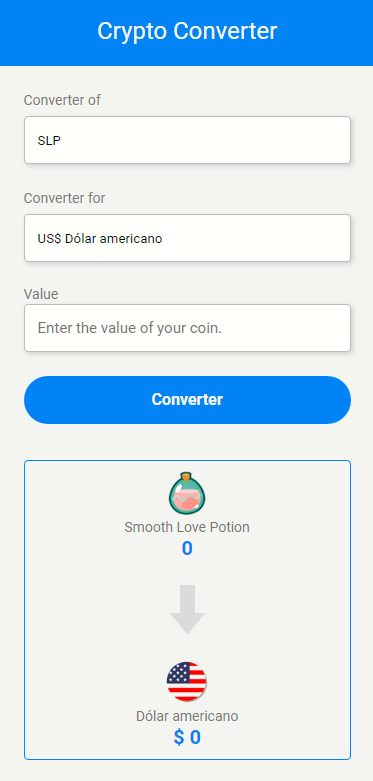 Crypto Converter
Converter of
SLP
Converter for
US$ Dólar americano
Value
Enter the value of your coin.
Converter
Smooth Love Potion
0
Dólar americano
$ 0